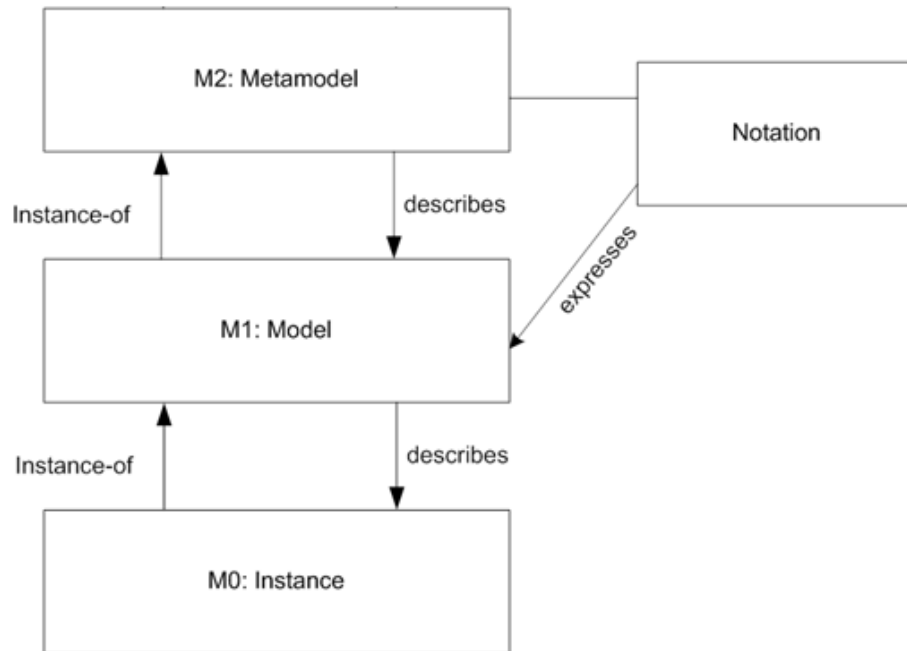 M2: Metamodel
Notation
Instance-of
describes
expresses
M1: Model
Instance-of
describes
M0: Instance